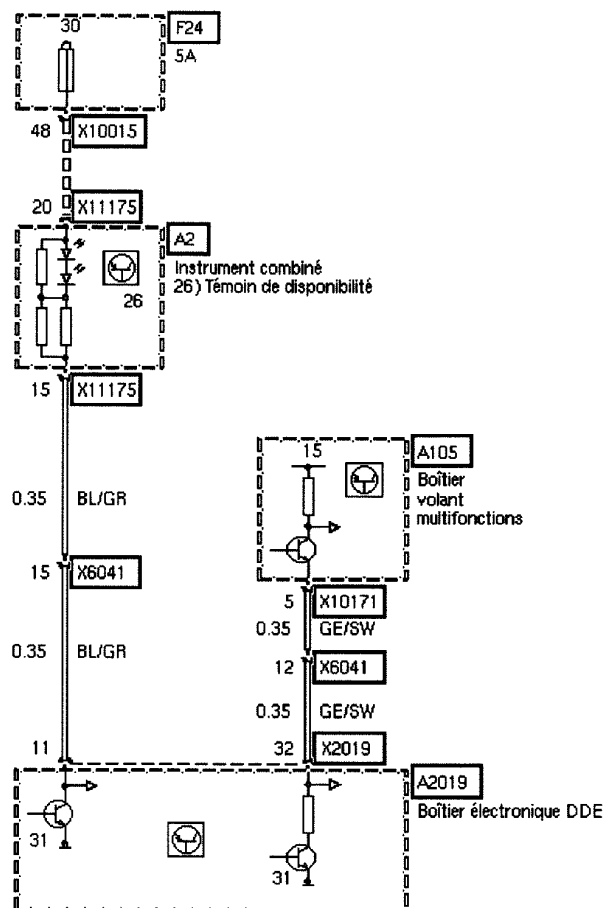 30
F24
5A
48 X10015
20 X11175
A2
Instrument combiné
26) Témoin de disponibilité
26
15 X11175
15
A105
Boîtier
volant
multifonctions
0.35 BL/GR
15 X6041
5 X10171
0.35 GE/SW
0.35 BL/GR
12 X6041
0.35 GE/SW
11
32 X2019
A2019
Boîtier électronique DDE
31
31